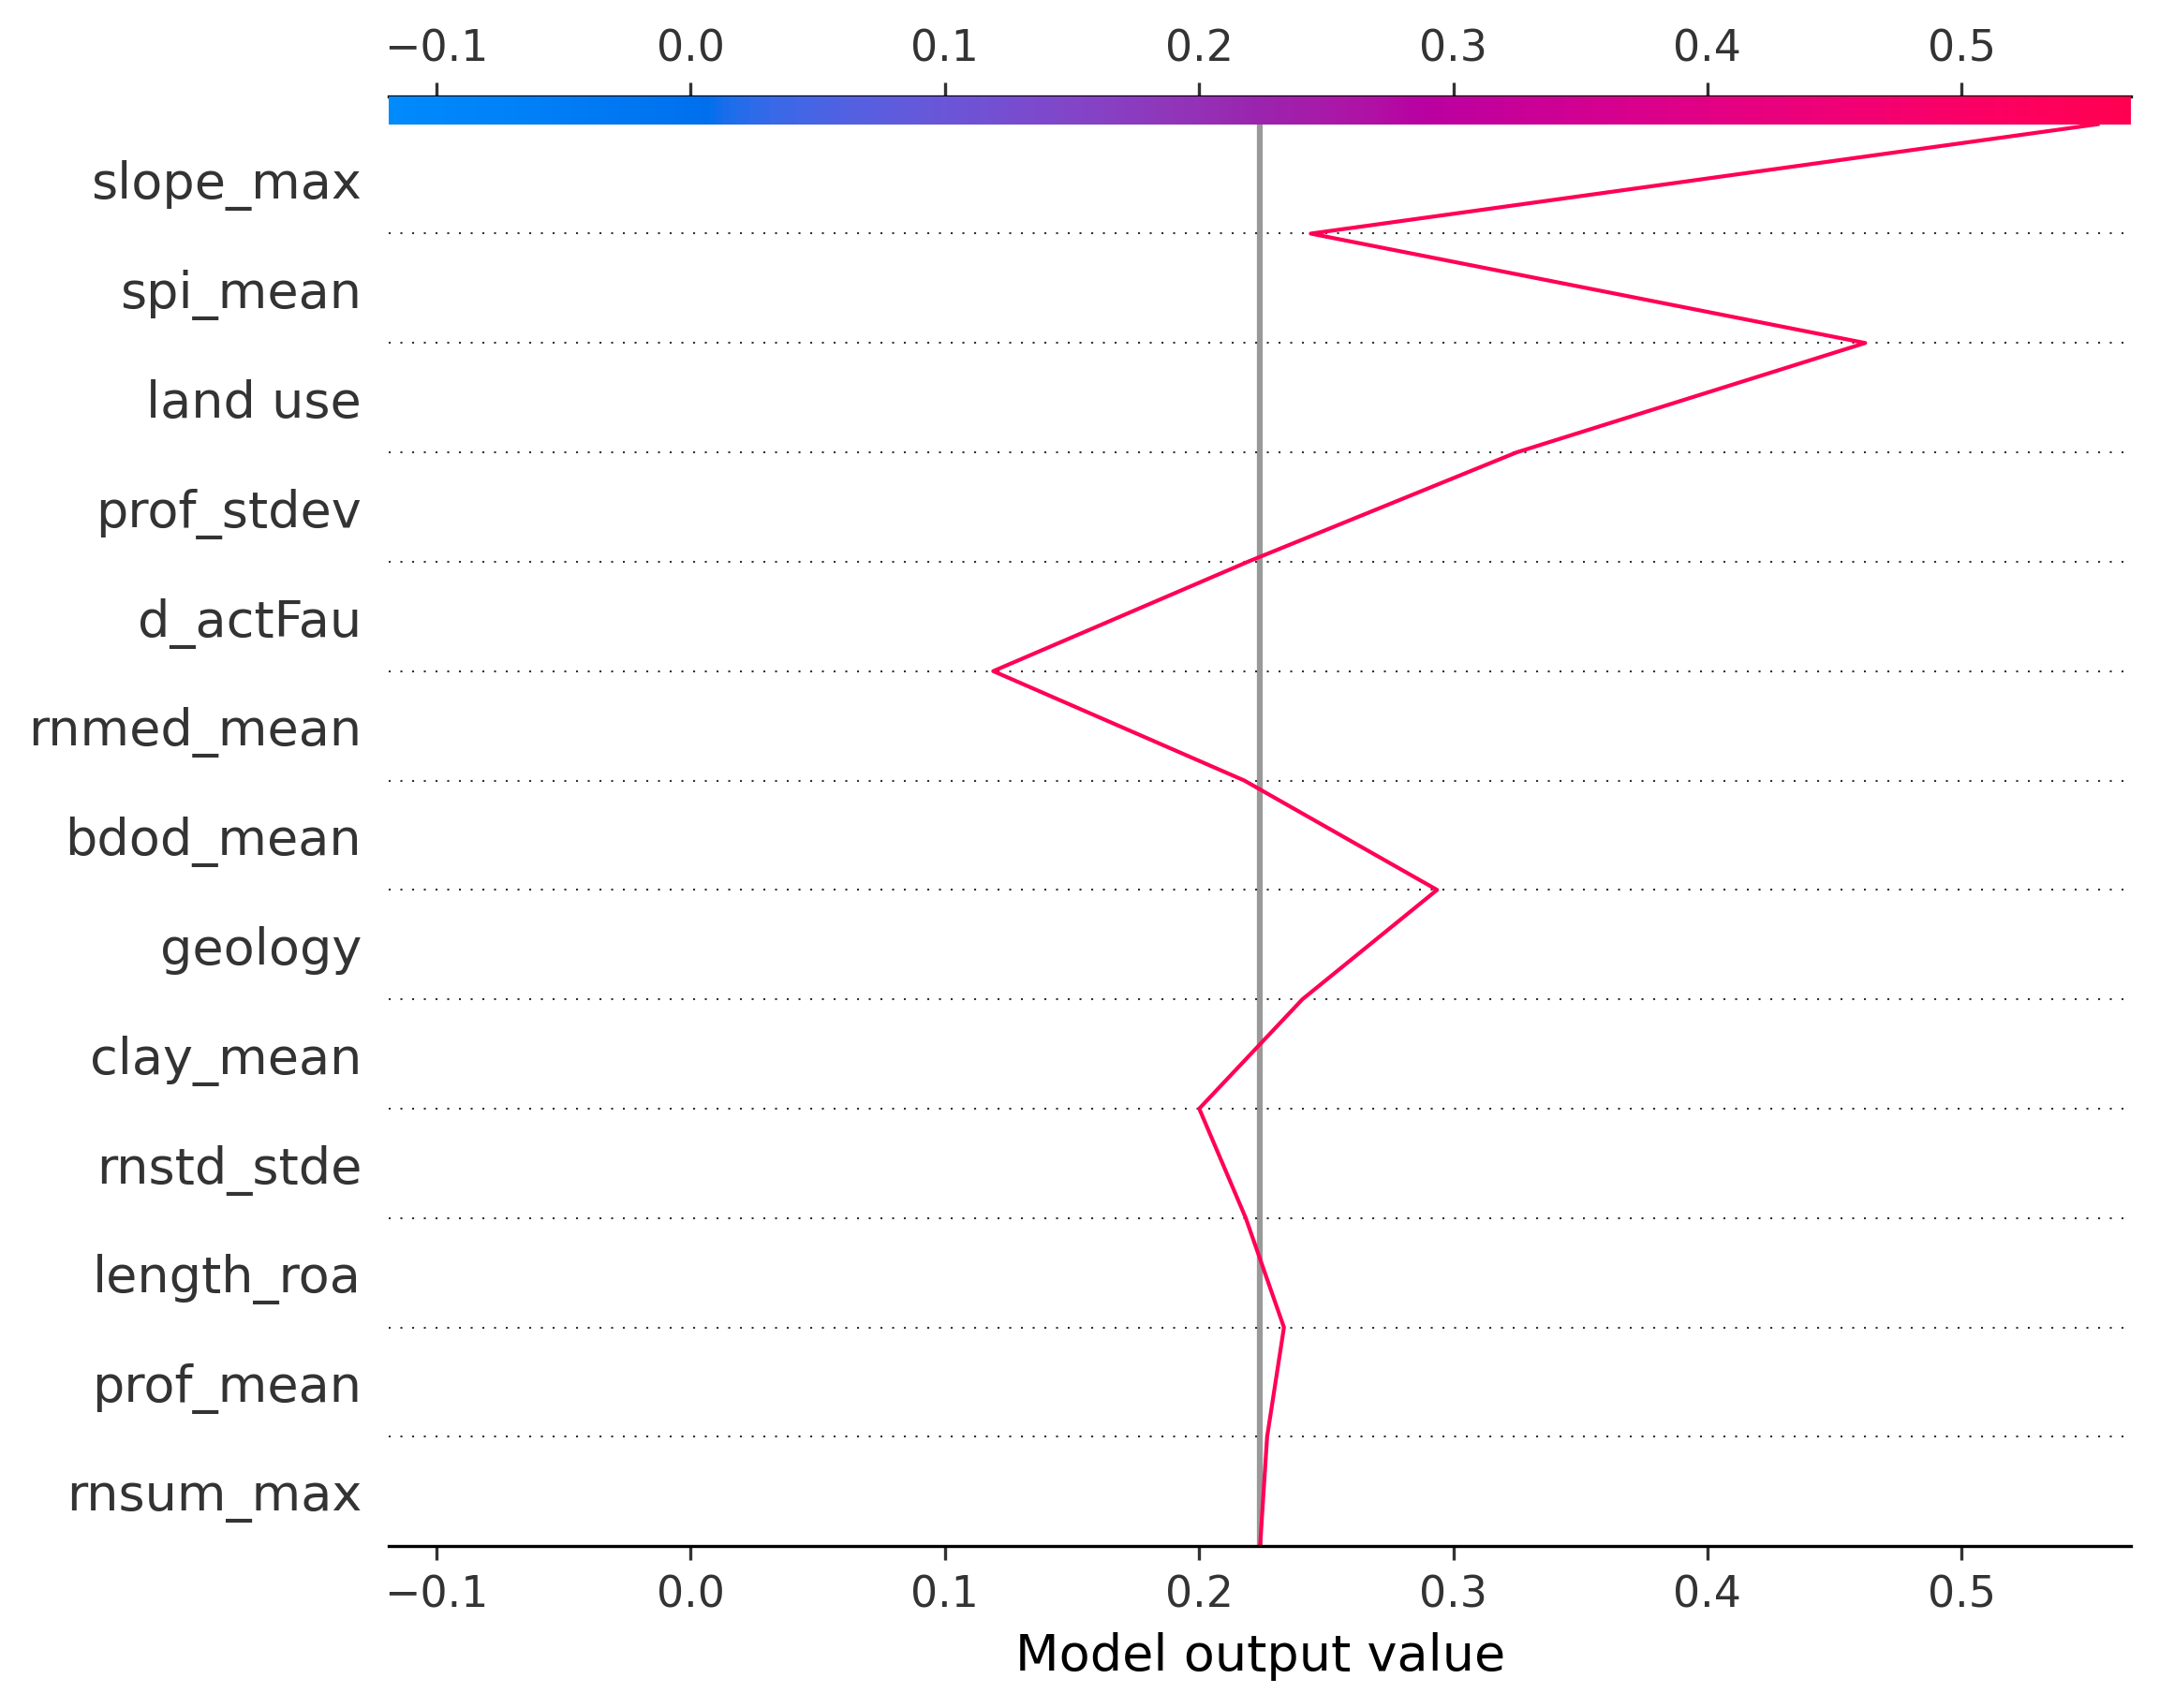 −0.1 0.0 0.1 0.2 0.3 0.4 0.5
slope_max
spi_mean
land use
prof_stdev
d_actFau
rnmed_mean
bdod_mean
geology
clay_mean
rnstd_stde
length_roa
prof_mean
rnsum_max
−0.1 0.0 0.1 0.2 0.3 0.4 0.5
Model output value